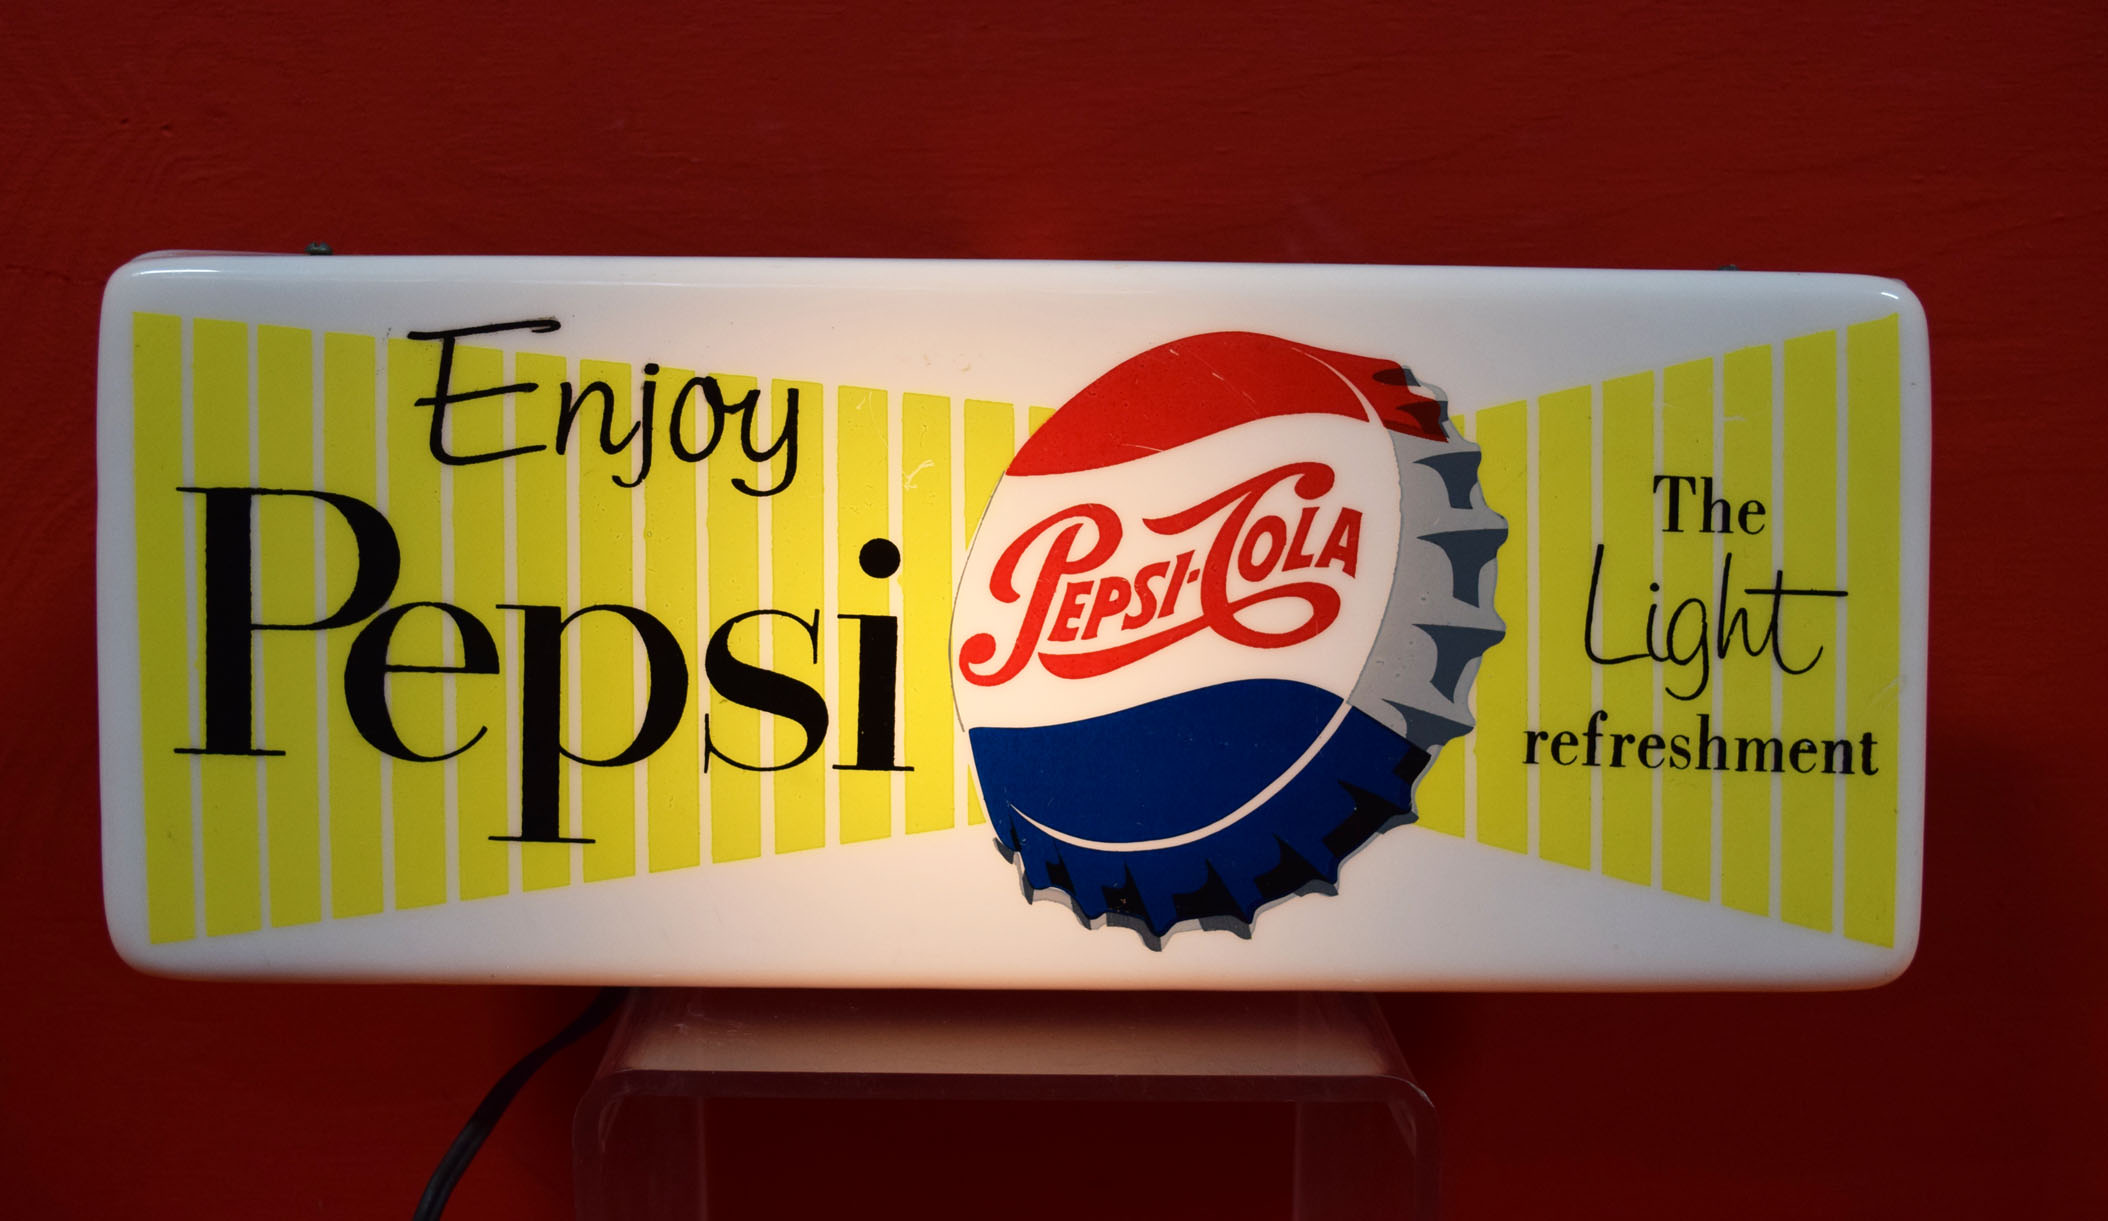 Enjoy
Pepsi
PEPSI-COLA
The
Light
refreshment